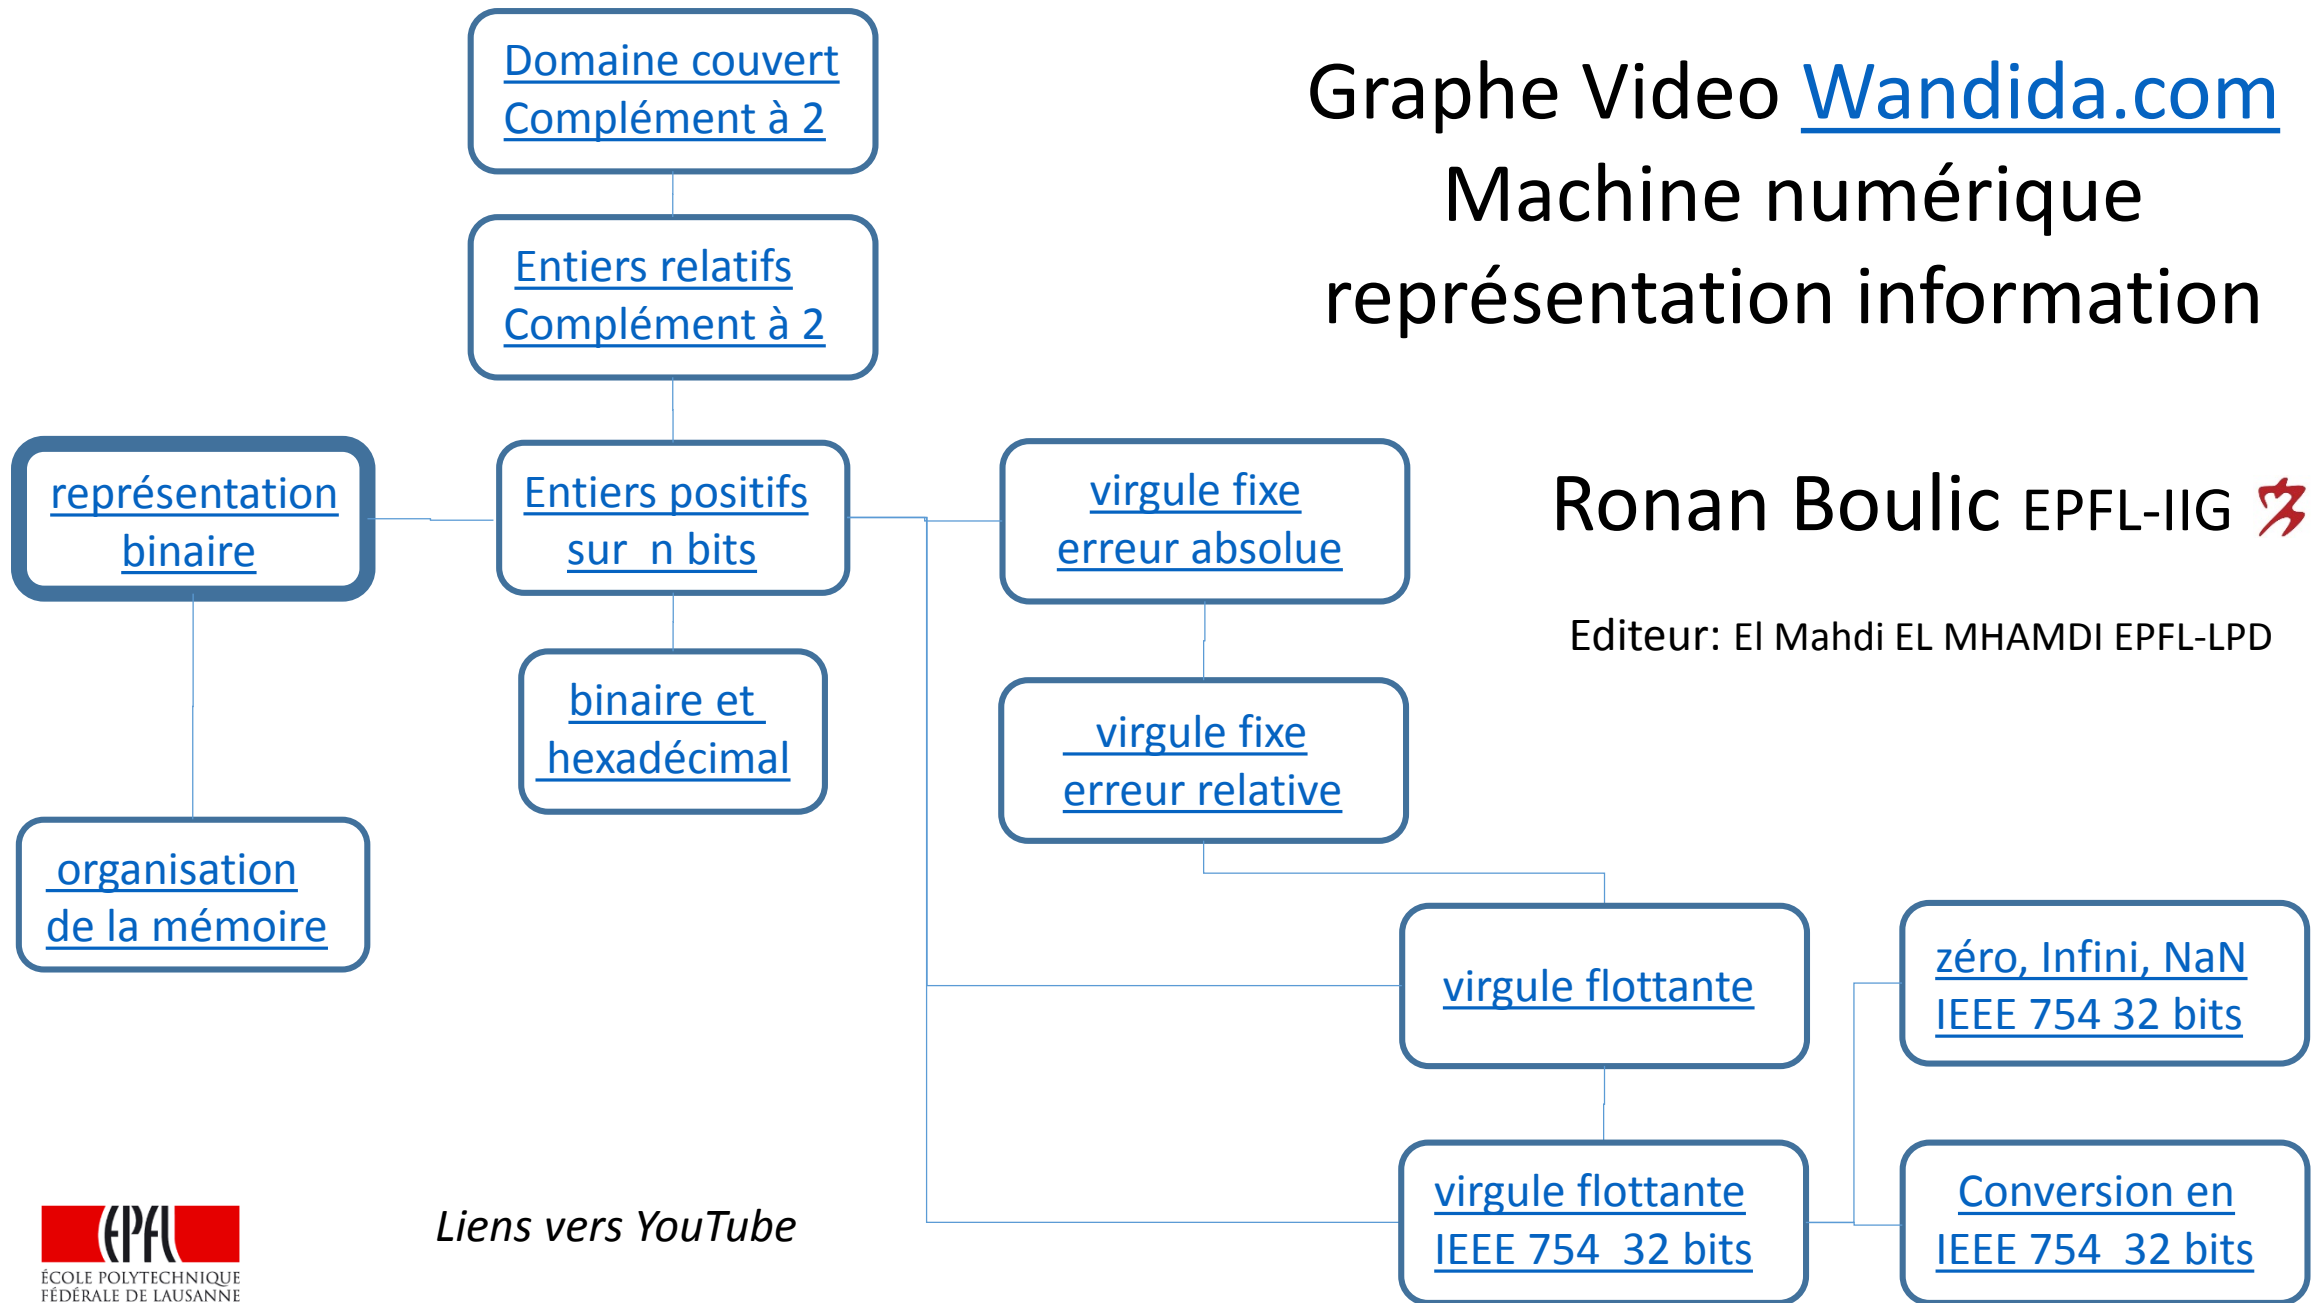 Domaine couvert
Complément à 2
Graphe Video Wandida.com
Machine numérique
représentation information
Entiers relatifs
Complément à 2
représentation
binaire
Entiers positifs
sur n bits
virgule fixe
erreur absolue
Ronan Boulic EPFL-IIG
Editeur: El Mahdi EL MHAMDI EPFL-LPD
binaire et
hexadécimal
virgule fixe
erreur relative
organisation
de la mémoire
virgule flottante
zéro, Infini, NaN
IEEE 754 32 bits
virgule flottante
IEEE 754 32 bits
Conversion en
IEEE 754 32 bits
Liens vers YouTube
EPFL
ÉCOLE POLYTECHNIQUE
FÉDÉRALE DE LAUSANNE